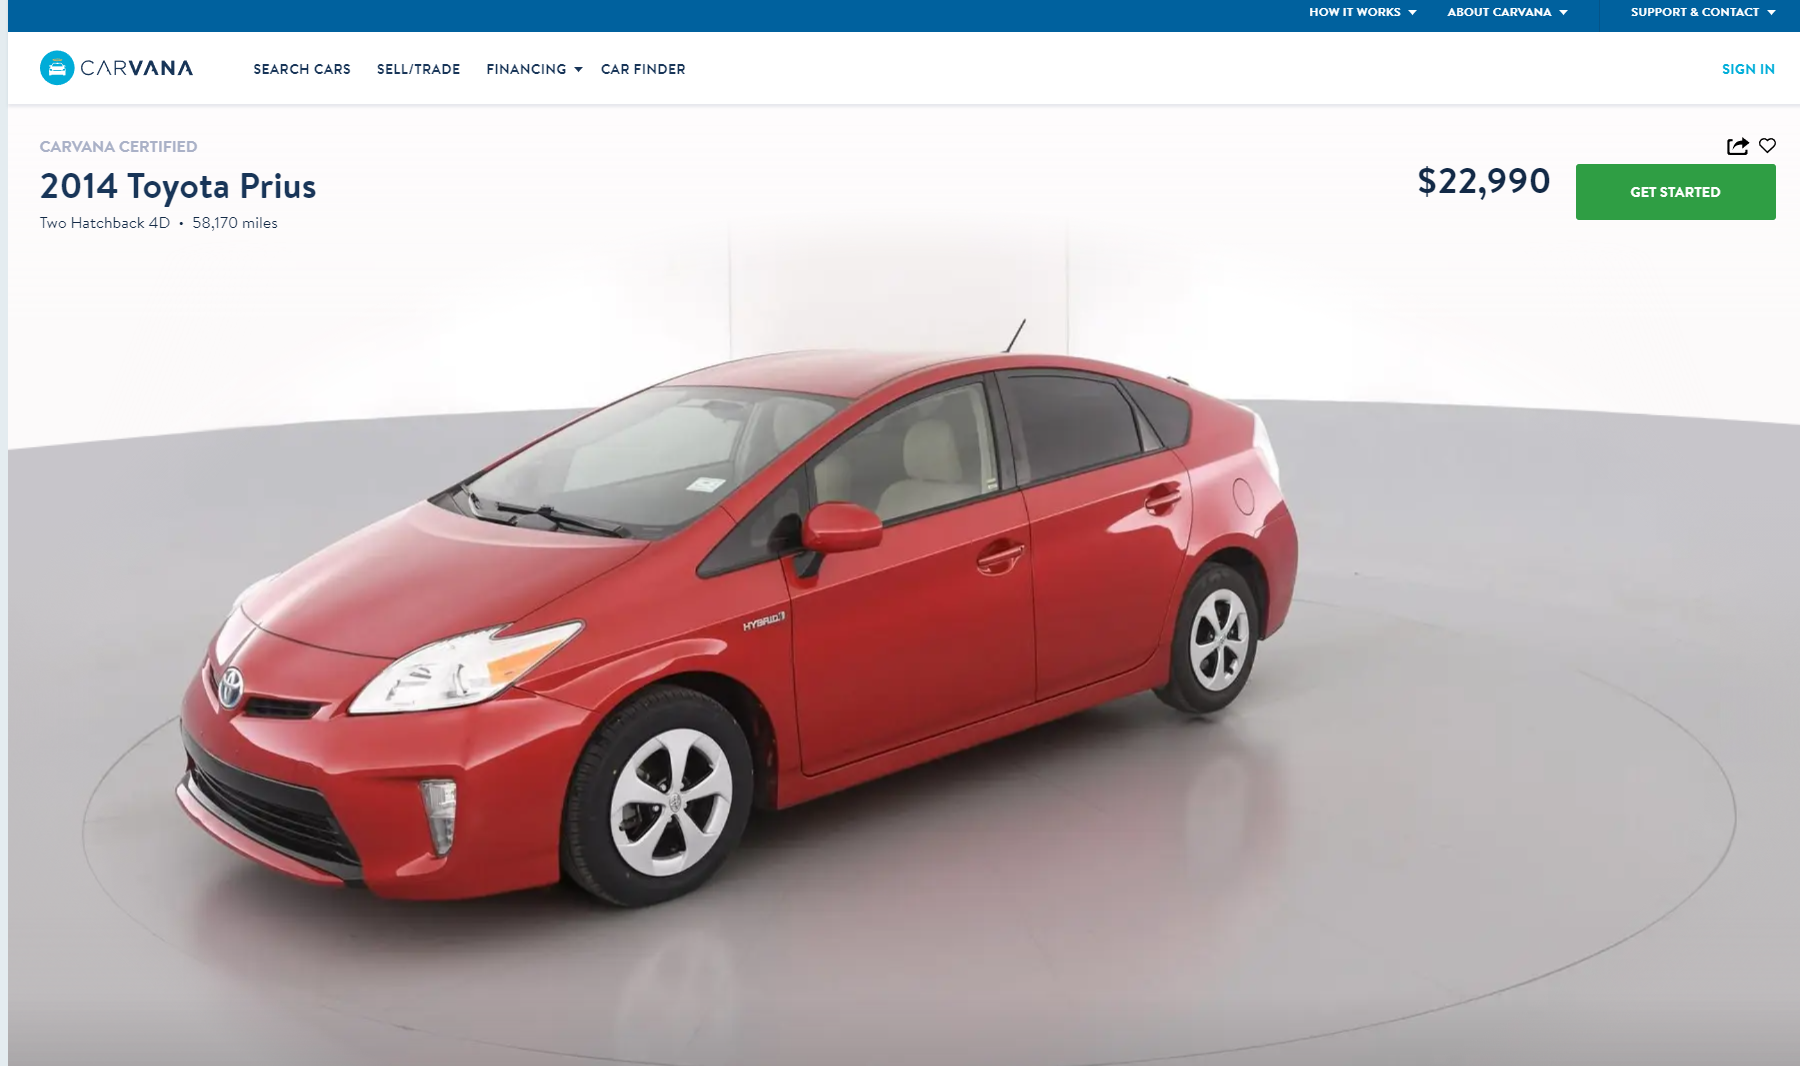 HOW IT WORKS
ABOUT CARVANA
SUPPORT & CONTACT
CARVANA
SEARCH CARS
SELL/TRADE
FINANCING
CAR FINDER
SIGN IN
CARVANA CERTIFIED
2014 Toyota Prius
Two Hatchback 4D • 58,170 miles
$22,990
GET STARTED
HYBRID